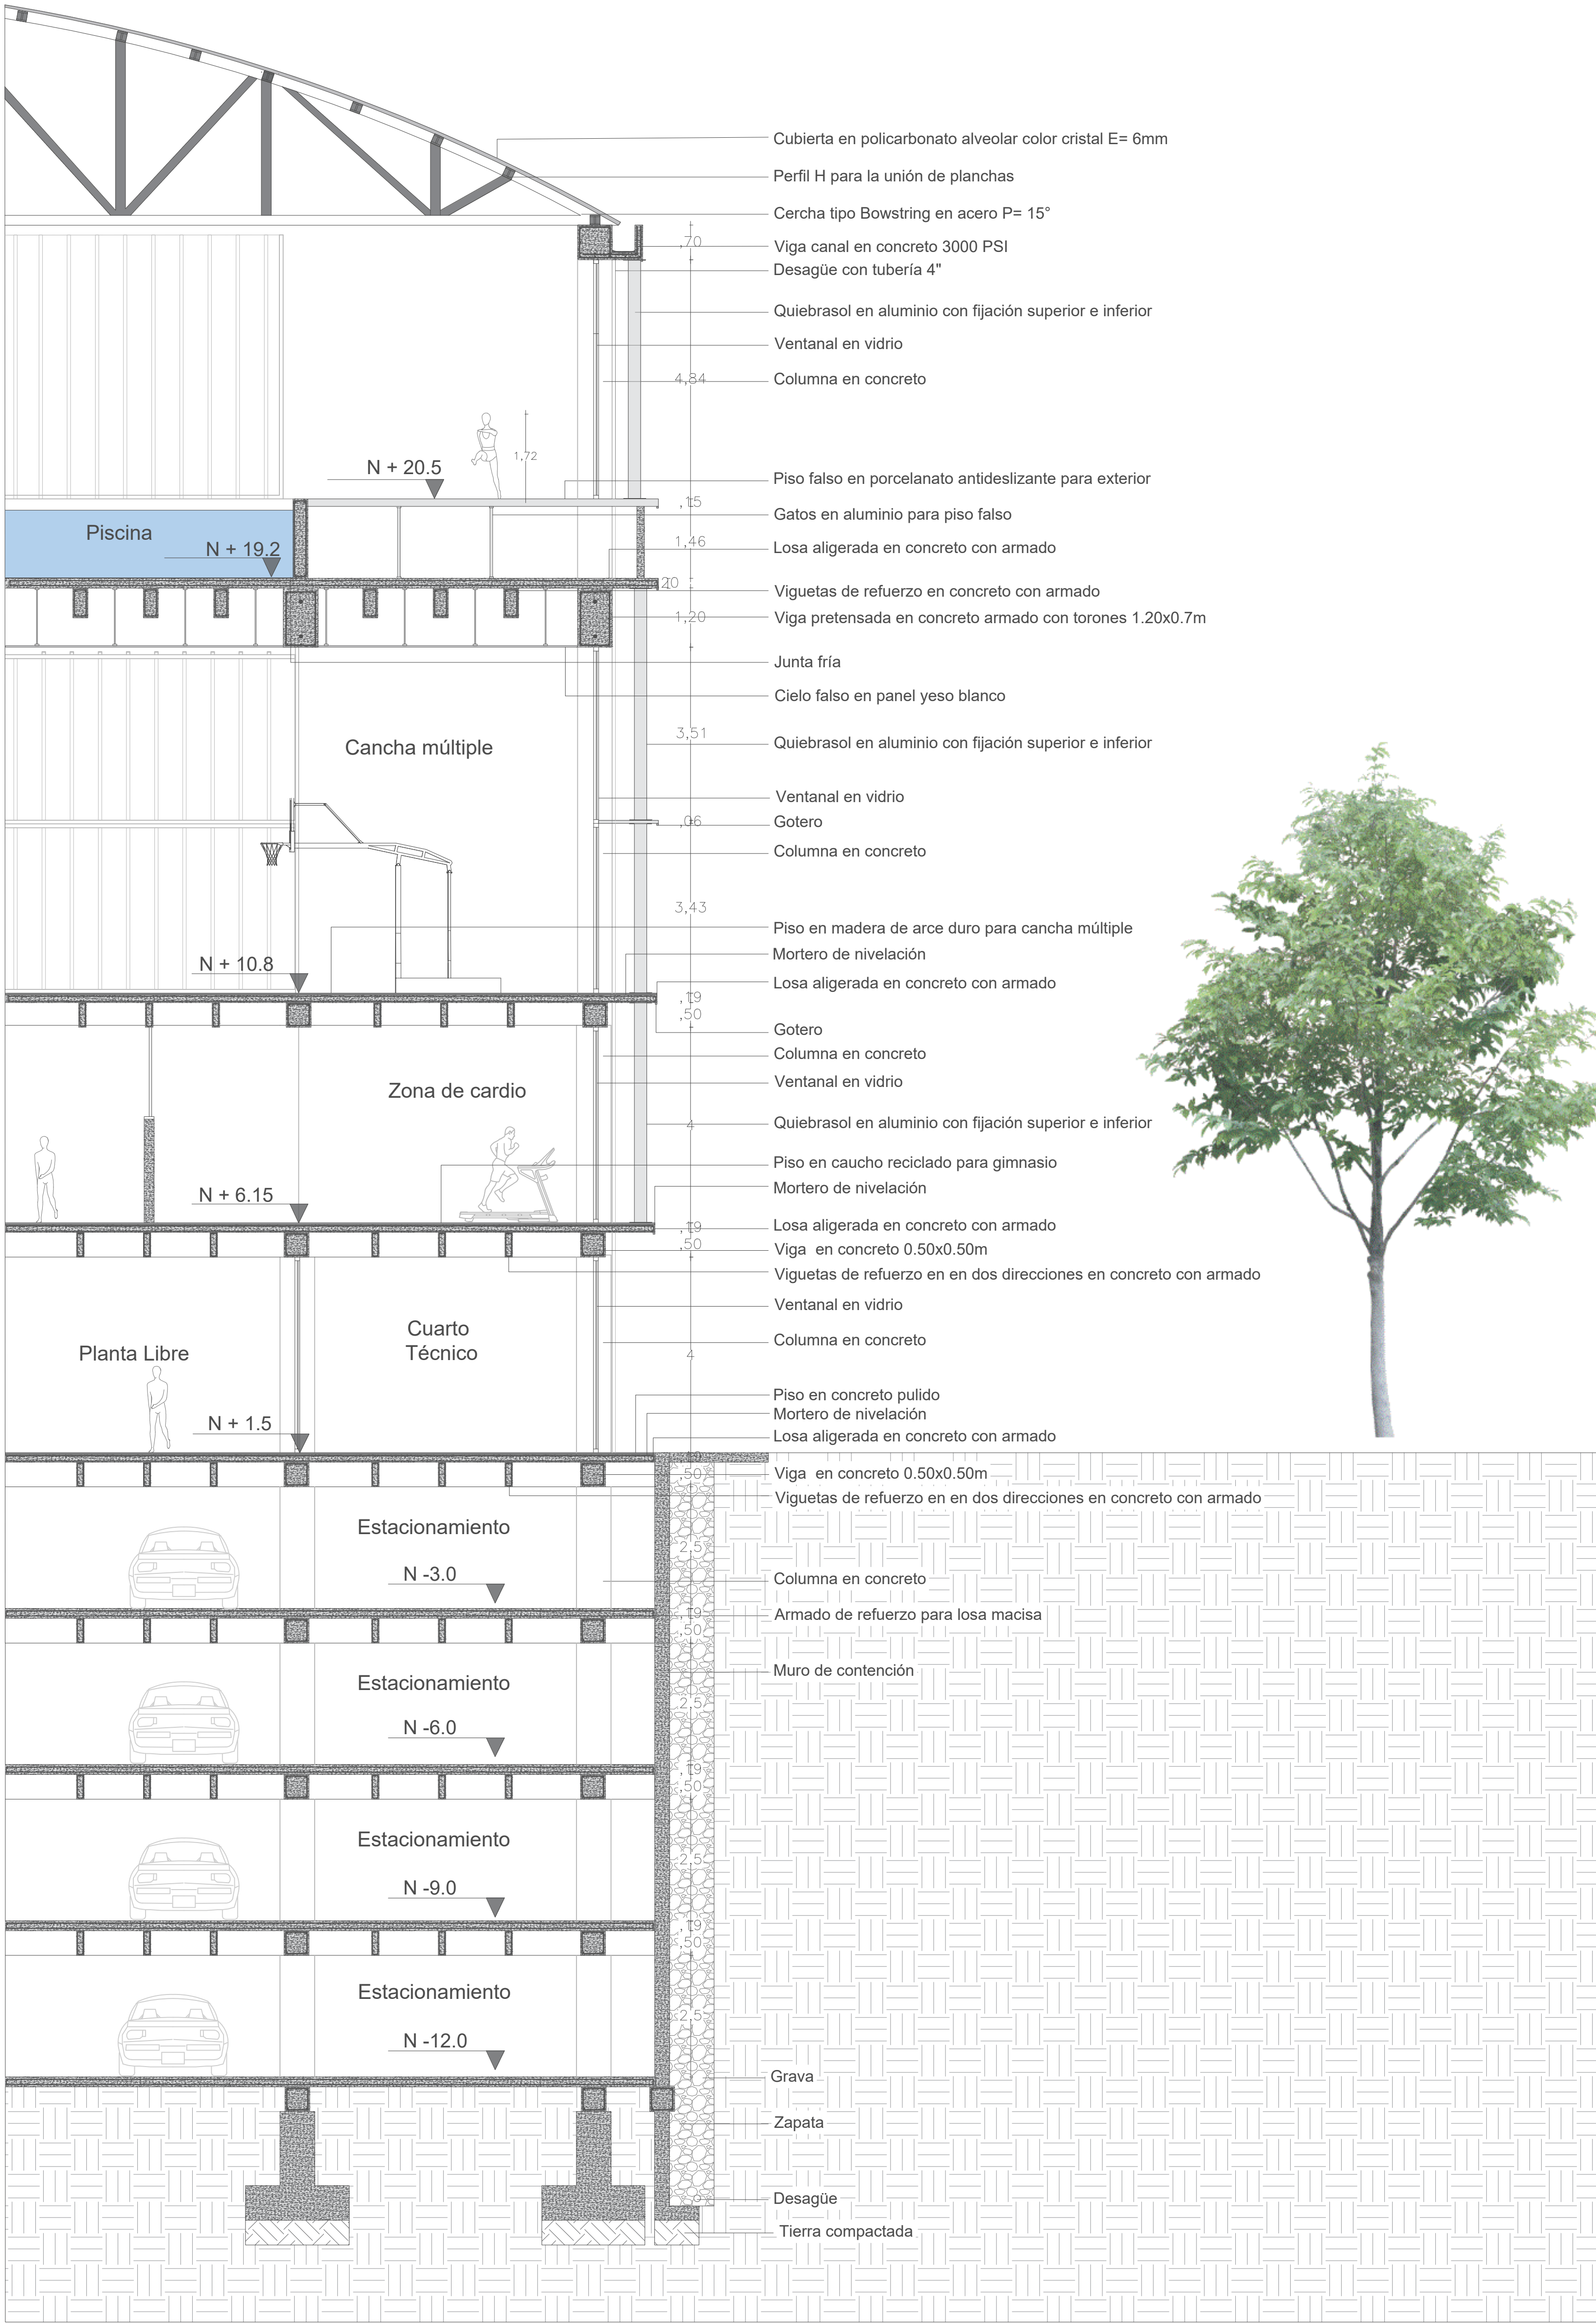 Cubierta en policarbonato alveolar color cristal E= 6mm
Perfil H para la unión de planchas
Cercha tipo Bowstring en acero P= 15°
,70
Viga canal en concreto 3000 PSI
Desagüe con tubería 4"
Quiebrasol en aluminio con fijación superior e inferior
Ventanal en vidrio
4,84
Columna en concreto
1,72
N + 20.5
Piso falso en porcelanato antideslizante para exterior
,15
Gatos en aluminio para piso falso
Piscina
N + 19.2
1,46
Losa aligerada en concreto con armado
,20
Viguetas de refuerzo en concreto con armado
1,20
Viga pretensada en concreto armado con torones 1.20x0.7m
Junta fría
Cielo falso en panel yeso blanco
3,51
Cancha múltiple
Quiebrasol en aluminio con fijación superior e inferior
Ventanal en vidrio
,06
Gotero
Columna en concreto
3,43
Piso en madera de arce duro para cancha múltiple
Mortero de nivelación
N + 10.8
Losa aligerada en concreto con armado
,19
,50
Gotero
Columna en concreto
Ventanal en vidrio
Zona de cardio
4
Quiebrasol en aluminio con fijación superior e inferior
Piso en caucho reciclado para gimnasio
Mortero de nivelación
N + 6.15
,19
Losa aligerada en concreto con armado
,50
Viga en concreto 0.50x0.50m
Viguetas de refuerzo en en dos direcciones en concreto con armado
Ventanal en vidrio
Cuarto
Técnico
Columna en concreto
Planta Libre
4
Piso en concreto pulido
Mortero de nivelación
N + 1.5
Losa aligerada en concreto con armado
,50
Viga en concreto 0.50x0.50m
Viguetas de refuerzo en en dos direcciones en concreto con armado
Estacionamiento
2,5
N -3.0
Columna en concreto
,19
Armado de refuerzo para losa macisa
,50
Muro de contención
Estacionamiento
2,5
N -6.0
,19
,50
Estacionamiento
2,5
N -9.0
,19
,50
Estacionamiento
2,5
N -12.0
Grava
Zapata
Desagüe
Tierra compactada